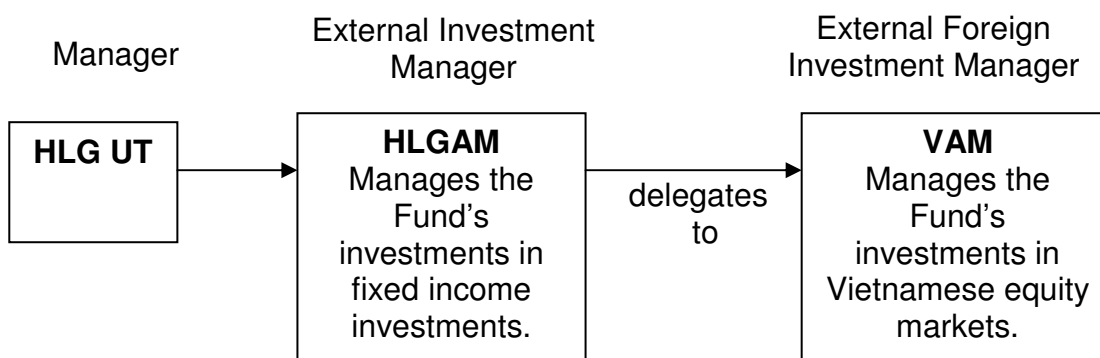 Manager
External Investment
Manager
External Foreign
Investment Manager
HLG UT
HLGAM
Manages the
Fund’s
investments in
fixed income
investments.
delegates
to
VAM
Manages the
Fund’s
investments in
Vietnamese equity
markets.